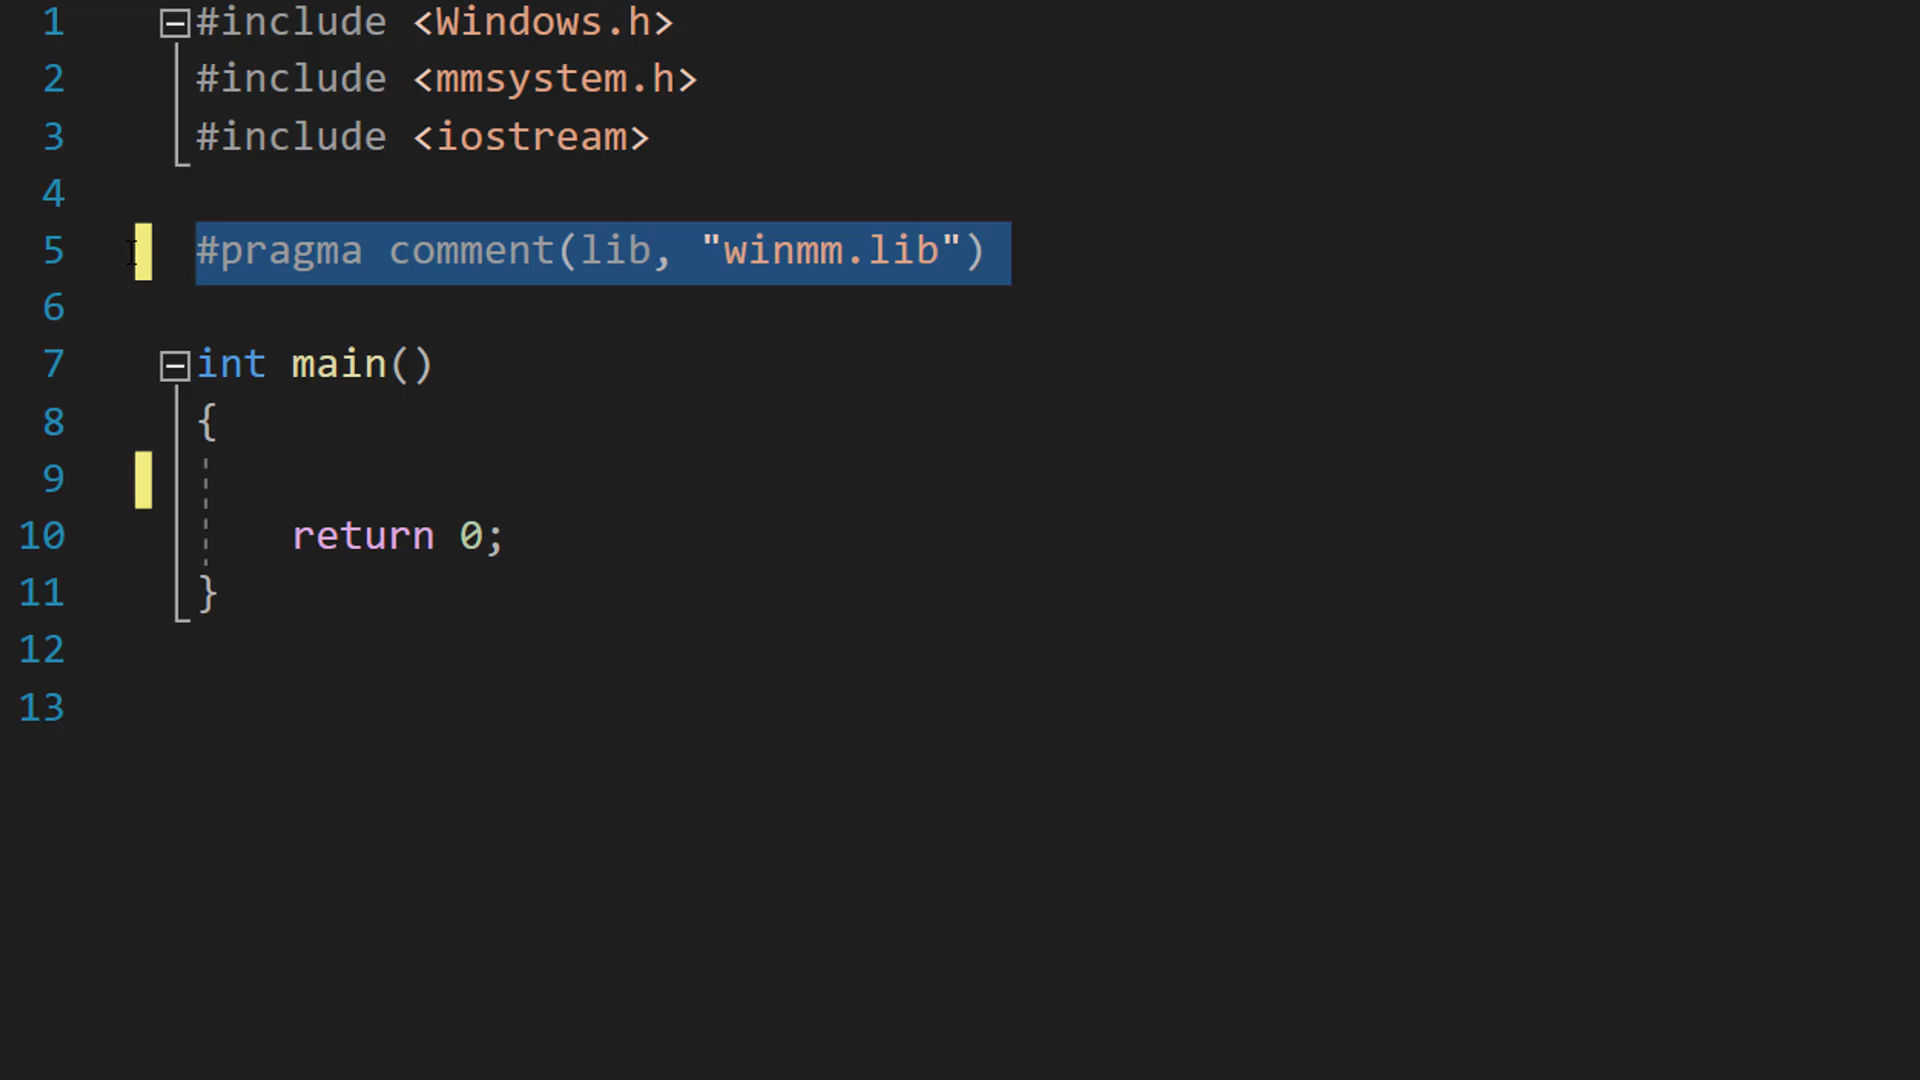 1 #include <Windows.h>
2 #include <mmsystem.h>
3 #include <iostream>
4
5 #pragma comment(lib, "winmm.lib")
6
7 int main()
8 {
9
10 return 0;
11 }
12
13